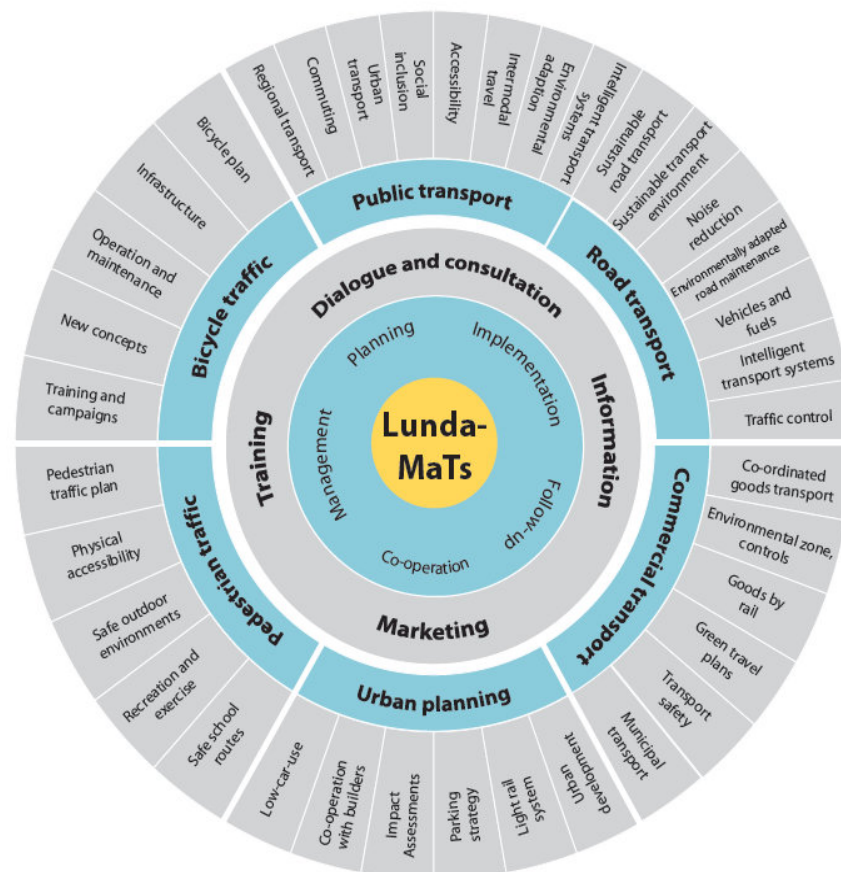 Lunda-
MaTs
Planning
Implementation
Follow-up
Co-operation
Management
Dialogue and consultation
Information
Marketing
Training
Public transport
Regional transport
Commuting
Urban
transport
Social
inclusion
Accessibility
Intermodal
travel
Environmental
adaption
Intelligent transport
systems
Road transport
Sustainable
road transport
Sustainable transport
environment
Noise
reduction
Environmentally adapted
road maintenance
Vehicles and
fuels
Intelligent
transport systems
Traffic control
Commercial transport
Co-ordinated
goods transport
Environmental zone,
controls
Goods by
rail
Green travel
plans
Transport
safety
Municipal
transport
Urban planning
Urban
development
Light rail
system
Parking
strategy
Impact
Assessments
Co-operation
with builders
Low-car-use
Pedestrian traffic
Safe school
routes
Recreation and
exercise
Safe outdoor
environments
Physical
accessibility
Pedestrian
traffic plan
Bicycle traffic
Training and
campaigns
New concepts
Operation and
maintenance
Infrastructure
Bicycle plan